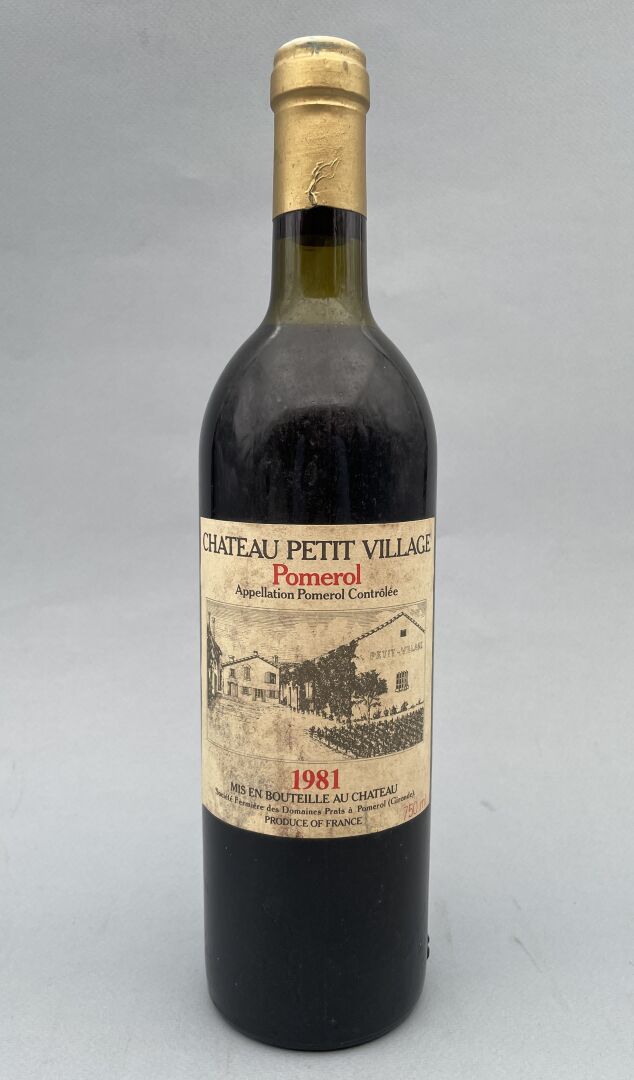 CHATEAU PETIT VILLAGE
Pomerol
Appellation Pomerol Contrôlée
PETIT-VILLAGE
1981
MIS EN BOUTEILLE AU CHATEAU
Société Fermière des Domaines Prats à Pomerol (Gironde)
PRODUCE OF FRANCE
750 m